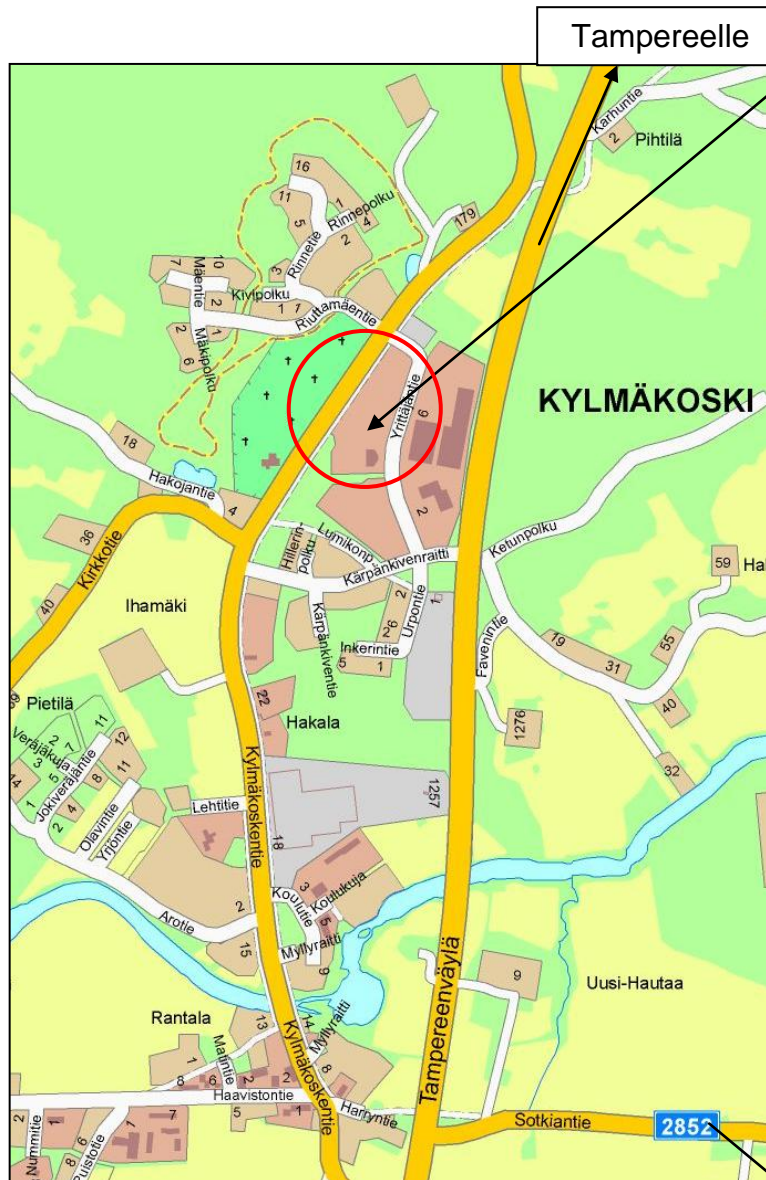 Tampereelle
Karhuntie
2
Pihtilä
16
11
1
Rinnepolku
5
4
Rinnetie
2
179
7
10
Mäentie
3
Kivipolku
2
1
1
1
Riuttamäentie
2
6
Mäkipolku
Yrittäjäntie
6
KYLMÄKOSKI
18
Hakojantie
4
2
36
Kirkkotie
40
Hillerin-
polku
Lumikonp.
Kärpänkivenraitti
Ketunpolku
59
Ihamäki
Kärpänkiventie
2
1
Urpontie
26
Inkerintie
5
1
Favenintie
19
31
55
40
1276
32
22
Hakala
Pietilä
11
2
7
Veräjäkuja
3
5
12
14
Jokiveräjäntie
8
11
1
4
2
Olavintie
Yrjöntie
Lehtitie
Kylmäkoskentie
18
1257
3
Koulukuja
Koulutie
5
2
Arotie
15
Myllyraitti
9
9
Uusi-Hautaa
Tampereenväylä
Rantala
13
14
Myllyraitti
Kylmäkoskentie
1
Matintie
8
6
2
2
8
Haavistontie
2
1
Nummitie
6
8
Puistotie
1
7
5
1
Harryntie
Sotkiantie
2852